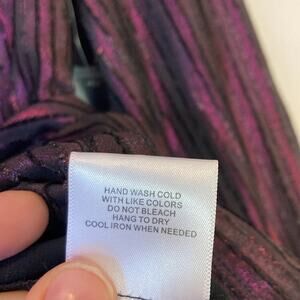 HAND WASH COLD
WITH LIKE COLORS
DO NOT BLEACH
HANG TO DRY
COOL IRON WHEN NEEDED